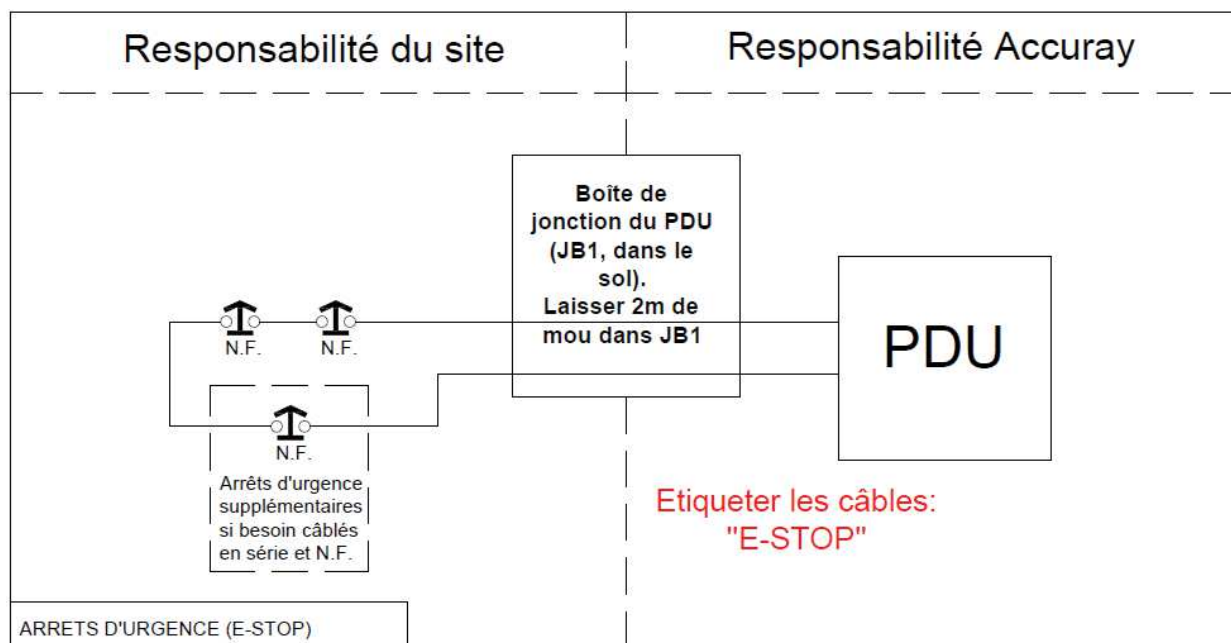 Responsabilité du site
Responsabilité Accuray
Boîte de
jonction du PDU
(JB1, dans le
sol).
Laisser 2m de
mou dans JB1
PDU
N.F.
N.F.
N.F.
Arrêts d'urgence
supplémentaires
si besoin câblés
en série et N.F.
Etiqueter les câbles:
"E-STOP"
ARRETS D'URGENCE (E-STOP)